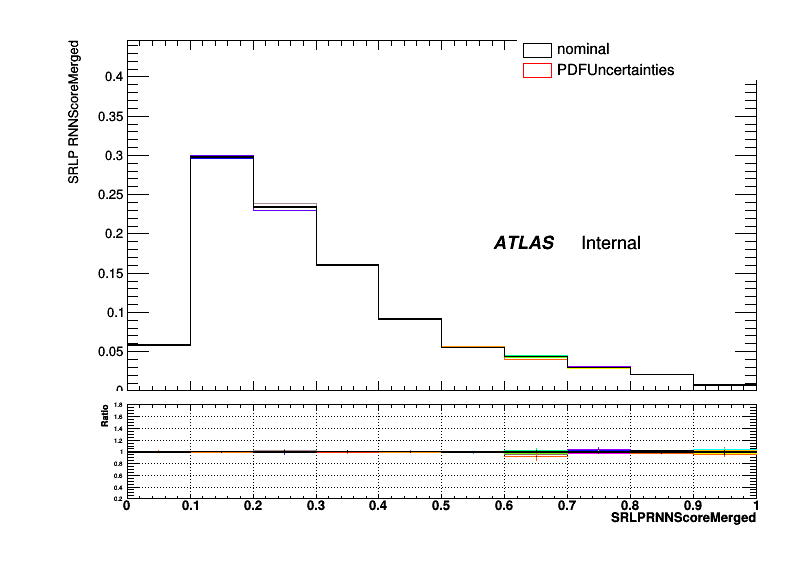 SRLP RNNScoreMerged
nominal
PDFUncertainties
0.4
0.35
0.3
0.25
0.2
0.15
0.1
0.05
0
ATLAS Internal
Ratio
1.8
1.6
1.4
1.2
1
0.8
0.6
0.4
0.2
0 0.1 0.2 0.3 0.4 0.5 0.6 0.7 0.8 0.9 1
SRLPRNNScoreMerged